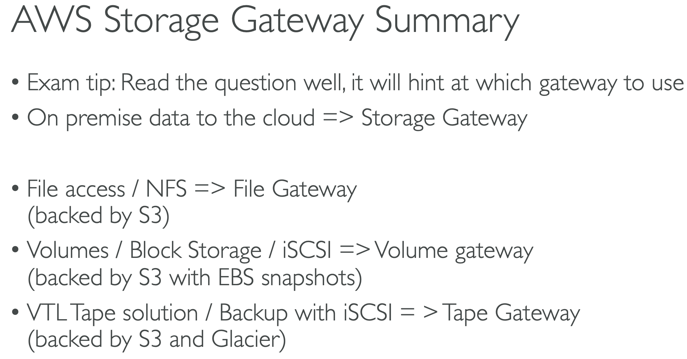 AWS Storage Gateway Summary
• Exam tip: Read the question well, it will hint at which gateway to use
• On premise data to the cloud => Storage Gateway
• File access / NFS => File Gateway
(backed by S3)
• Volumes / Block Storage / iSCSI => Volume gateway
(backed by S3 with EBS snapshots)
• VTL Tape solution / Backup with iSCSI = > Tape Gateway
(backed by S3 and Glacier)